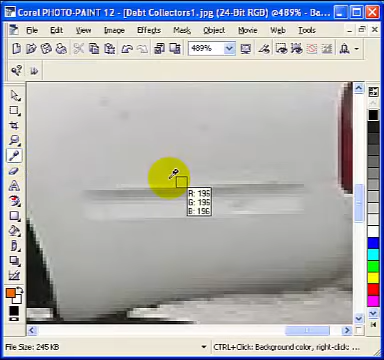 Corel PHOTO-PAINT 12 - [Debt Collectors1.jpg (24-Bit RGB) @489% - Ba...
File Edit View Image Effects Mask Object Movie Web Tools
489%
R: 196
G: 196
B: 196
File Size: 245 KB CTRL+Click: Background color, right-click: mo...